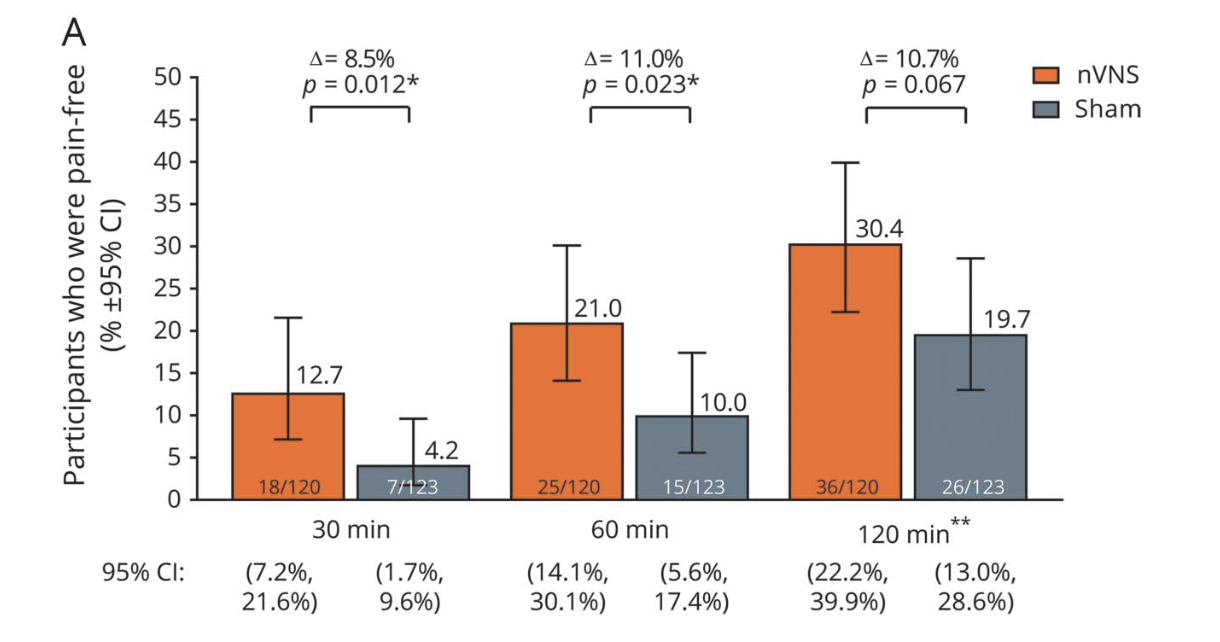 A
Δ= 8.5%
p = 0.012*
Δ= 11.0%
p = 0.023*
Δ= 10.7%
p = 0.067
nVNS
Sham
Participants who were pain-free
(% ±95% CI)
50
45
40
35
30
25
20
15
10
5
0
12.7
4.2
21.0
10.0
30.4
19.7
18/120
7/123
25/120
15/123
36/120
26/123
30 min
60 min
120 min**
95% CI:
(7.2%,
21.6%)
(1.7%,
9.6%)
(14.1%,
30.1%)
(5.6%,
17.4%)
(22.2%,
39.9%)
(13.0%,
28.6%)